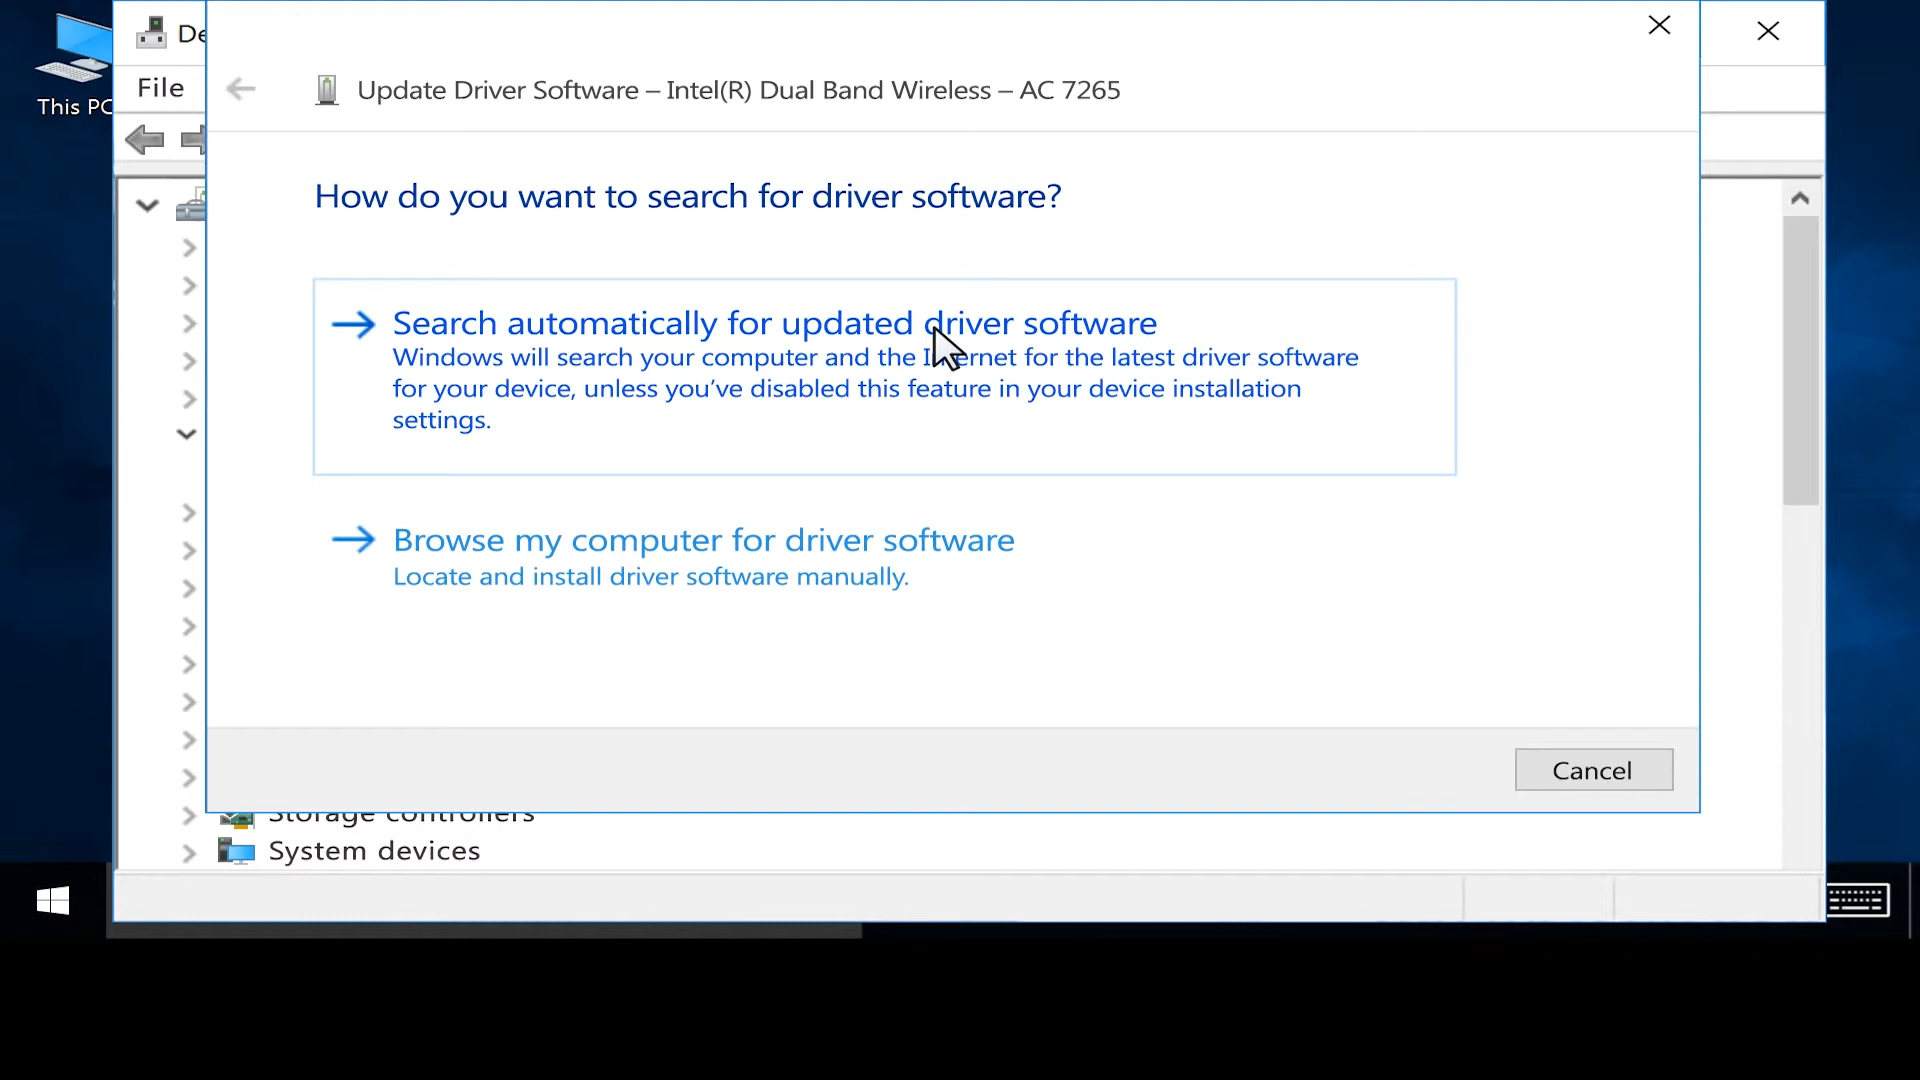 This PC
De
File
Update Driver Software – Intel(R) Dual Band Wireless – AC 7265
How do you want to search for driver software?
Search automatically for updated driver software
Windows will search your computer and the Internet for the latest driver software
for your device, unless you've disabled this feature in your device installation
settings.
Browse my computer for driver software
Locate and install driver software manually.
Cancel
Storage controllers
System devices